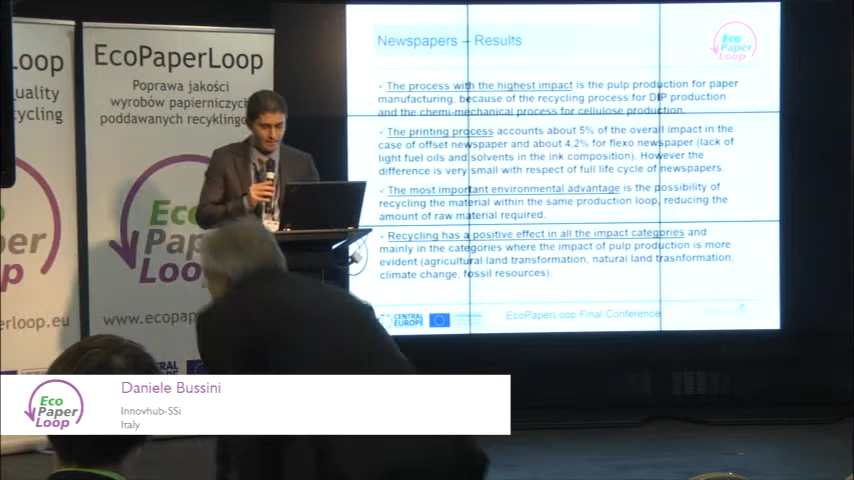 Loop
EcoPaperLoop
uality
cycling
Poprawa jakości
wyrobów papierniczych
poddawanych recyklingo
Eco
Paper
Loop
er
p
rloop.eu
www.ecopap
CENTRAL
Newspapers – Results
Eco
Paper
Loop
✓ The process with the highest impact is the pulp production for paper
manufacturing, because of the recycling process for DIP production
and the chemi-mechanical process for cellulose production.
✓ The printing process accounts about 5% of the overall impact in the
case of offset newspaper and about 4,2% for flexo newspaper (lack of
light fuel oils and solvents in the ink composition). However the
difference is very small with respect of full life cycle of newspapers.
✓ The most important environmental advantage is the possibility of
recycling the material within the same production loop, reducing the
amount of raw material required.
✓ Recycling has a positive effect in all the impact categories and
mainly in the categories where the impact of pulp production is more
evident (agricultural land transformation, natural land trasnformation,
climate change, fossil resources).
CENTRAL
EUROPE
EcoPaperLoop Final Conference
Eco
Paper
Loop
Daniele Bussini
Innovhub-SSi
Italy